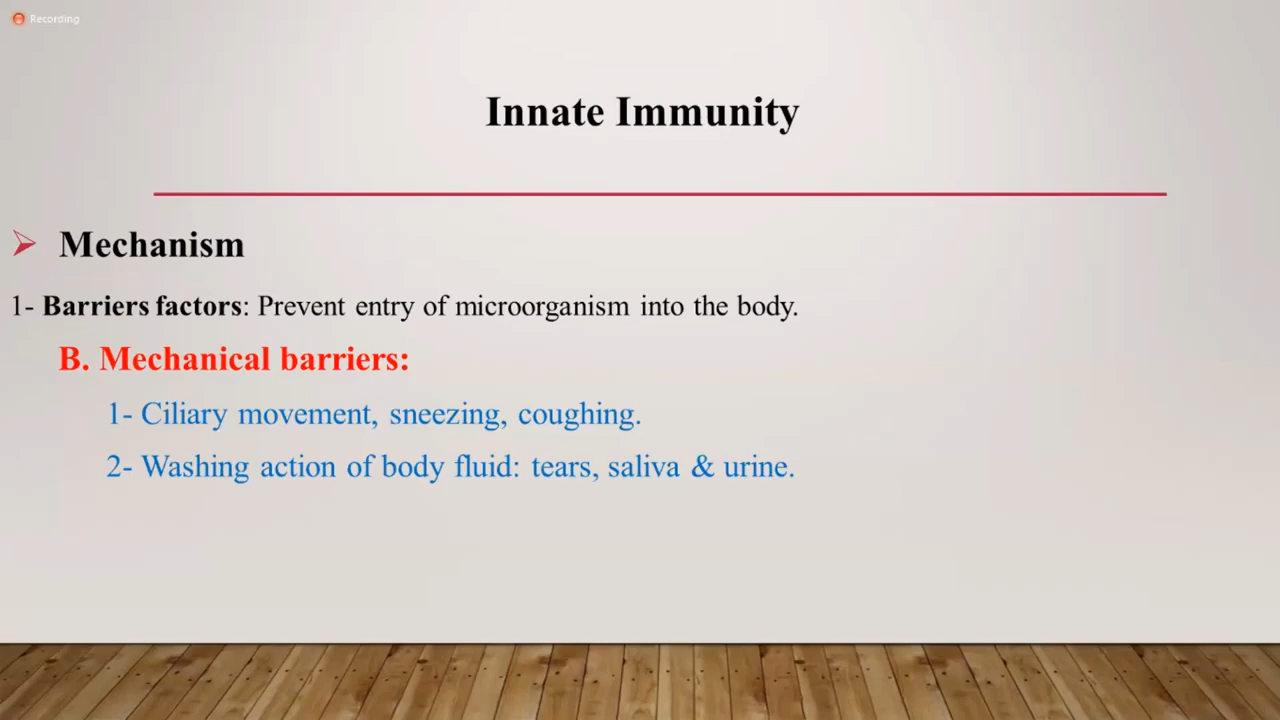 Recording
Innate Immunity
Mechanism
1- Barriers factors: Prevent entry of microorganism into the body.
B. Mechanical barriers:
1- Ciliary movement, sneezing, coughing.
2- Washing action of body fluid: tears, saliva & urine.